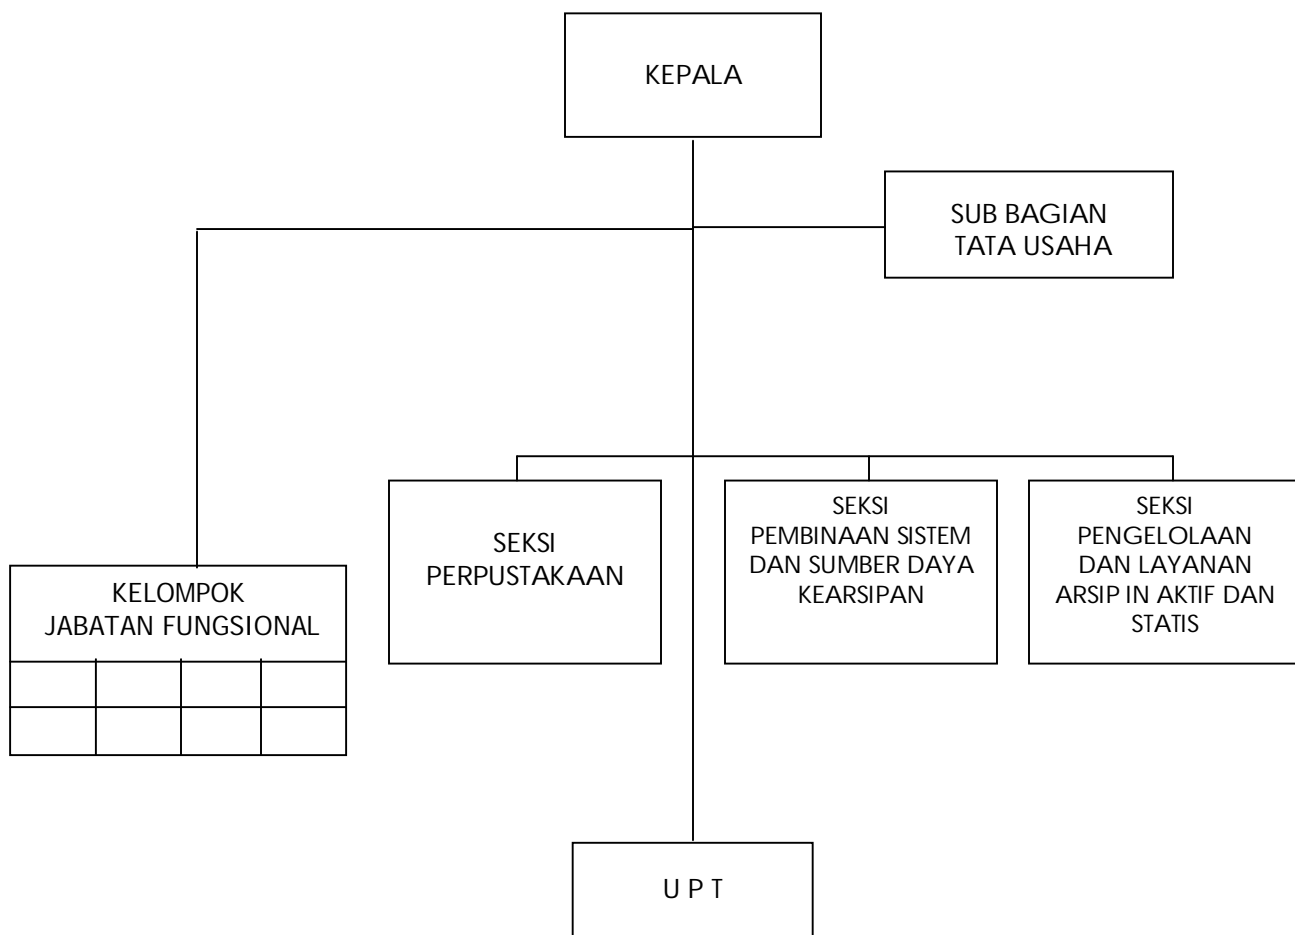 KEPALA
SUB BAGIAN
TATA USAHA
SEKSI
PERPUSTAKAAN
SEKSI
PEMBINAAN SISTEM
DAN SUMBER DAYA
KEARSIPAN
SEKSI
PENGELOLAAN
DAN LAYANAN
ARSIP IN AKTIF DAN
STATIS
KELOMPOK
JABATAN FUNGSIONAL
U P T